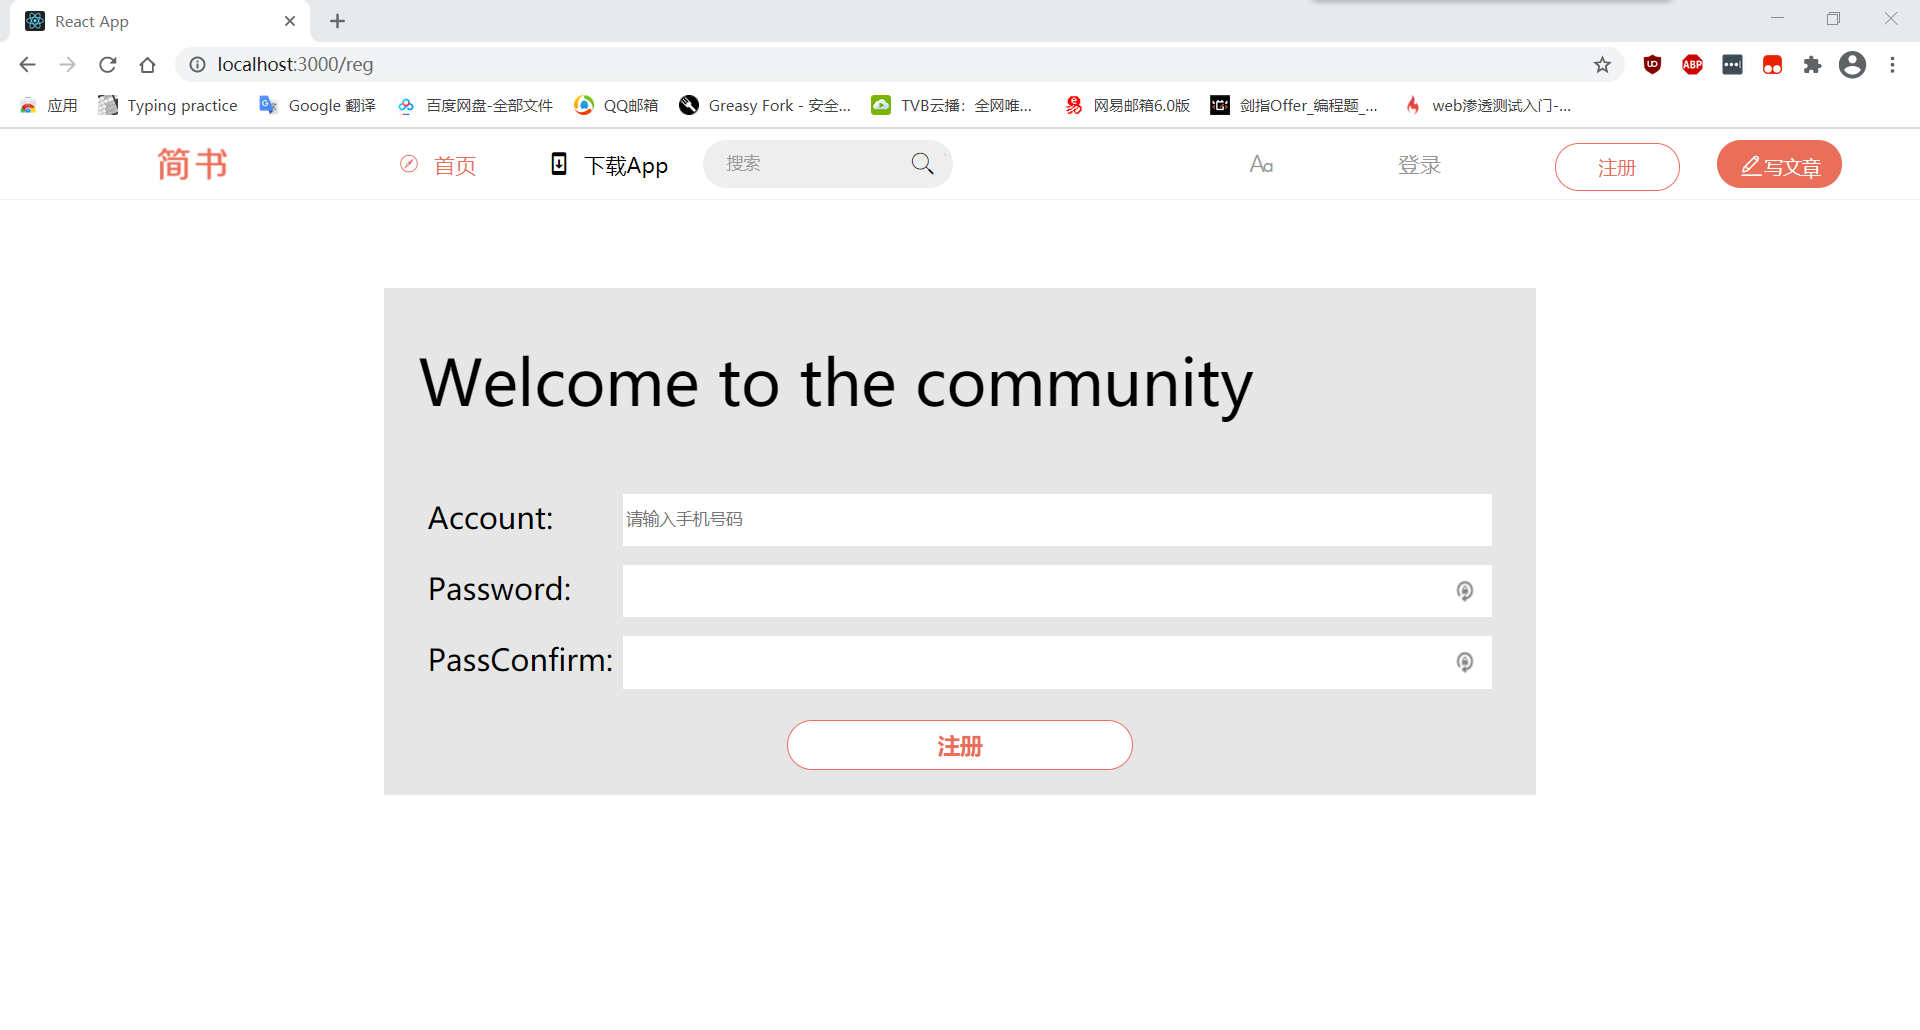 React App
localhost:3000/reg
应用 Typing practice Google 翻译 百度网盘-全部文件 QQ邮箱 Greasy Fork - 安全... TVB云播：全网唯... 网易邮箱6.0版 剑指Offer_编程题_... web渗透测试入门-...
简书 首页 下载App 搜索 Aa 登录 注册 写文章
Welcome to the community
Account: 请输入手机号码
Password:
PassConfirm:
注册